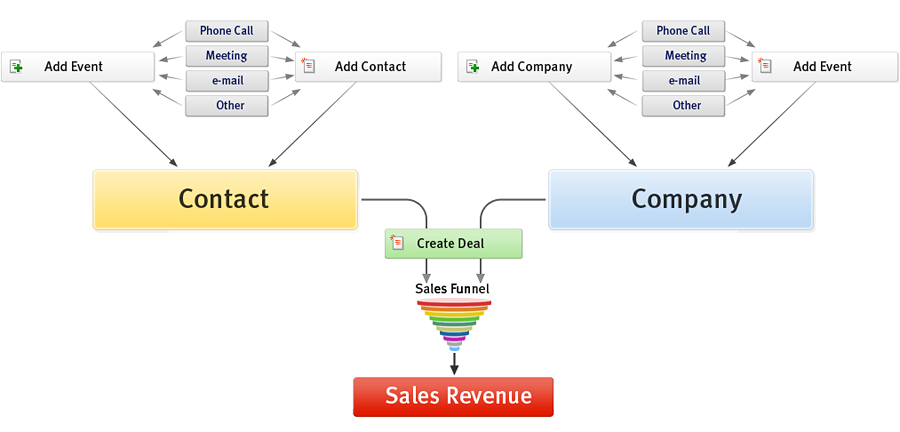 Phone Call
Phone Call
Meeting
Meeting
Add Event
Add Contact
Add Company
Add Event
e-mail
e-mail
Other
Other
Contact
Company
Create Deal
Sales Funnel
Sales Revenue